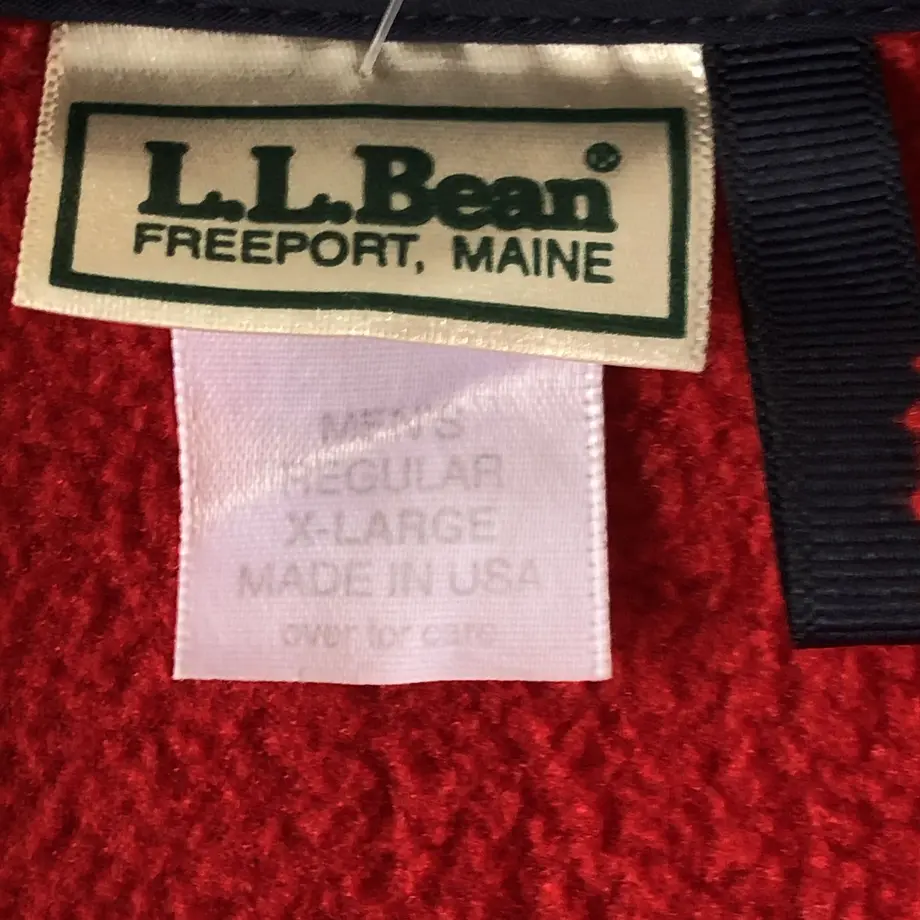 L.L.Bean®
FREEPORT, MAINE
MEN'S
REGULAR
X-LARGE
MADE IN USA
over for care